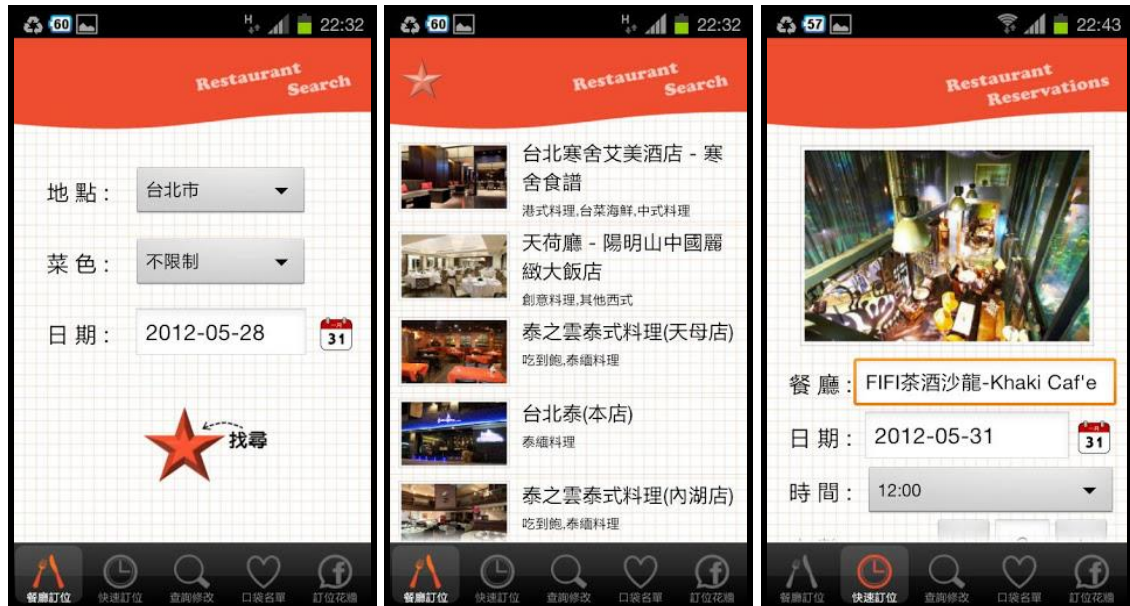 60
H
22:32
Restaurant
Search
地 點 :
台北市
菜 色 :
不限制
日 期 :
2012-05-28
31
找尋
餐廳訂位
快速訂位
查詢修改
口袋名單
訂位花牆
60
H
22:32
Restaurant
Search
台北寒舍艾美酒店 - 寒
舍食譜
港式料理,台菜海鮮,中式料理
天荷廳 - 陽明山中國麗
緻大飯店
創意料理,其他西式
泰之雲泰式料理(天母店)
吃到飽,泰緬料理
台北泰(本店)
泰緬料理
泰之雲泰式料理(內湖店)
吃到飽,泰緬料理
餐廳訂位
快速訂位
查詢修改
口袋名單
訂位花牆
57
22:43
Restaurant
Reservations
餐 廳 :
FIFI茶酒沙龍-Khaki Caf'e
日 期 :
2012-05-31
31
時 間 :
12:00
餐廳訂位
快速訂位
查詢修改
口袋名單
訂位花牆